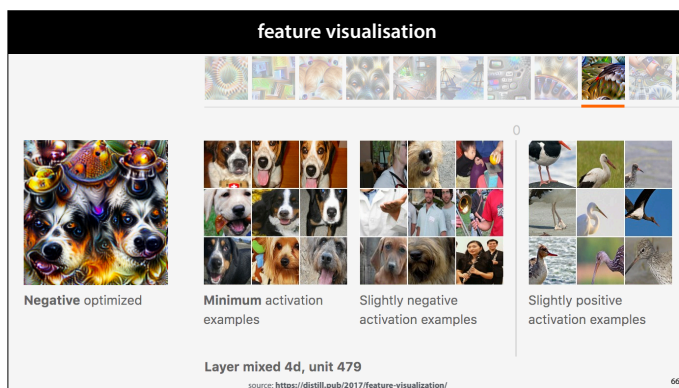 feature visualisation
0
Negative optimized
Minimum activation
examples
Slightly negative
activation examples
Slightly positive
activation examples
Layer mixed 4d, unit 479
source: https://distill.pub/2017/feature-visualization/
66